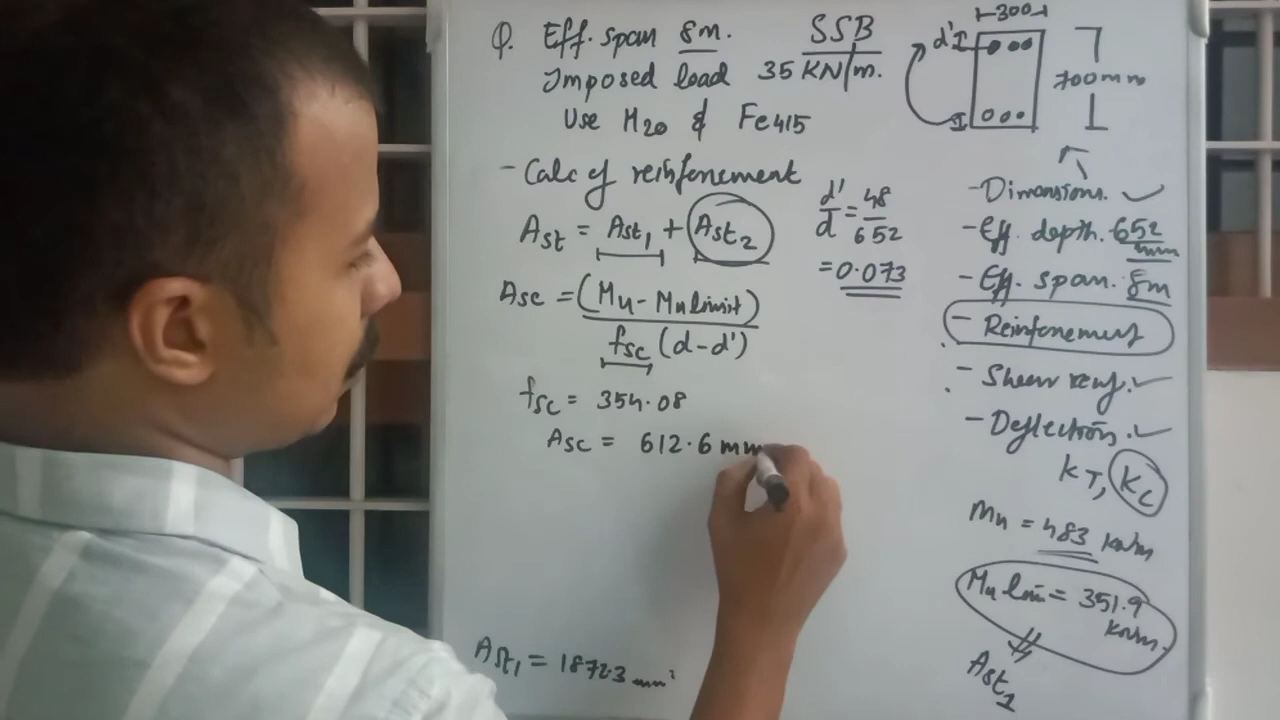 Q. Eff. span 8m. SSB
Imposed load 35 KN/m.
Use M20 & Fe415
300
d'
700mm
- Calc of reinforcement
Ast = Ast1 + Ast2
Asc = (Mu - Mulimit)
fsc (d-d')
fsc = 354.08
Asc = 612.6 mm
d'/d = 48/652
= 0.073
- Dimensions.
- Eff. depth. 652 mm
- Eff. span. 8m
- Reinforcement
- Shear reinf.
- Deflection.
KT, KC
Mu = 483 KNm
Mu lim = 351.9 KNm.
Ast1
Ast1 = 1872.3 mm²